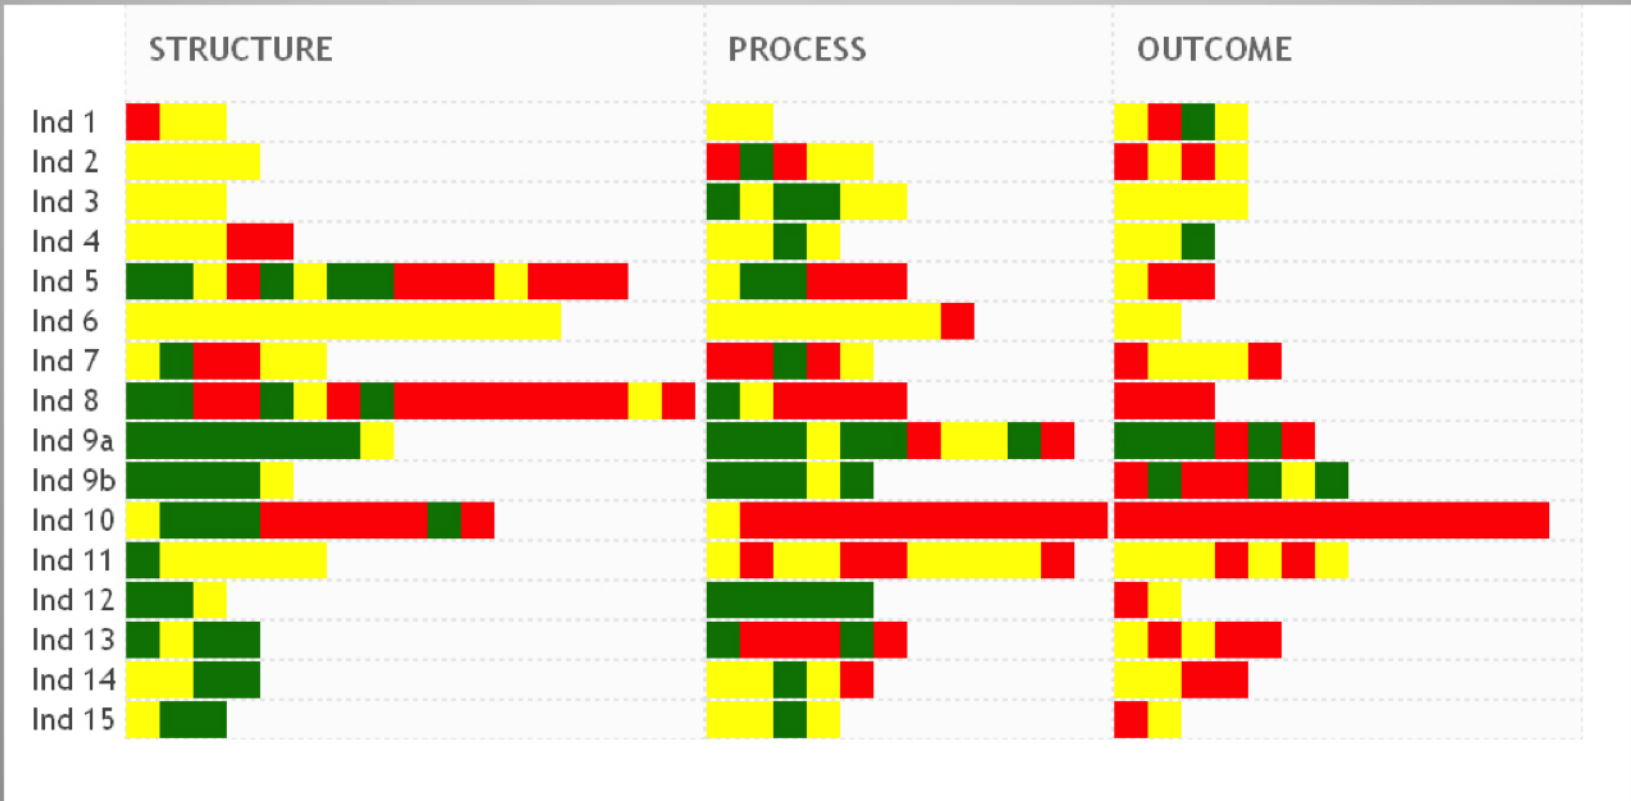 STRUCTURE PROCESS OUTCOME
Ind 1
Ind 2
Ind 3
Ind 4
Ind 5
Ind 6
Ind 7
Ind 8
Ind 9a
Ind 9b
Ind 10
Ind 11
Ind 12
Ind 13
Ind 14
Ind 15